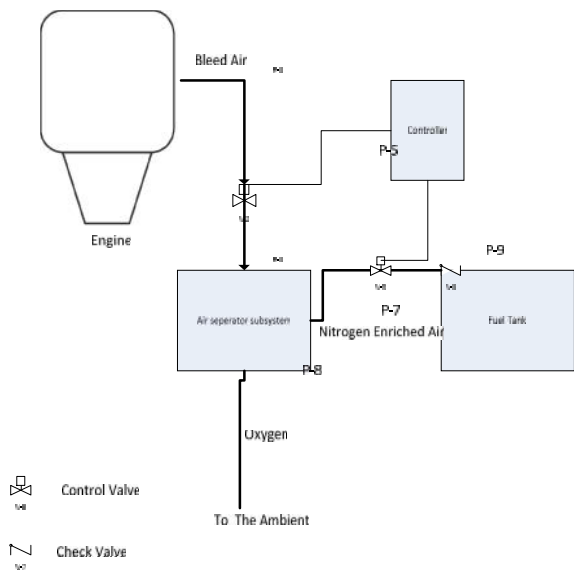 Bleed Air
Controller
P-5
Engine
P-9
Air seperator subsystem
P-7
Fuel Tank
Nitrogen Enriched Air
P-8
Oxygen
Control Valve
To The Ambient
Check Valve